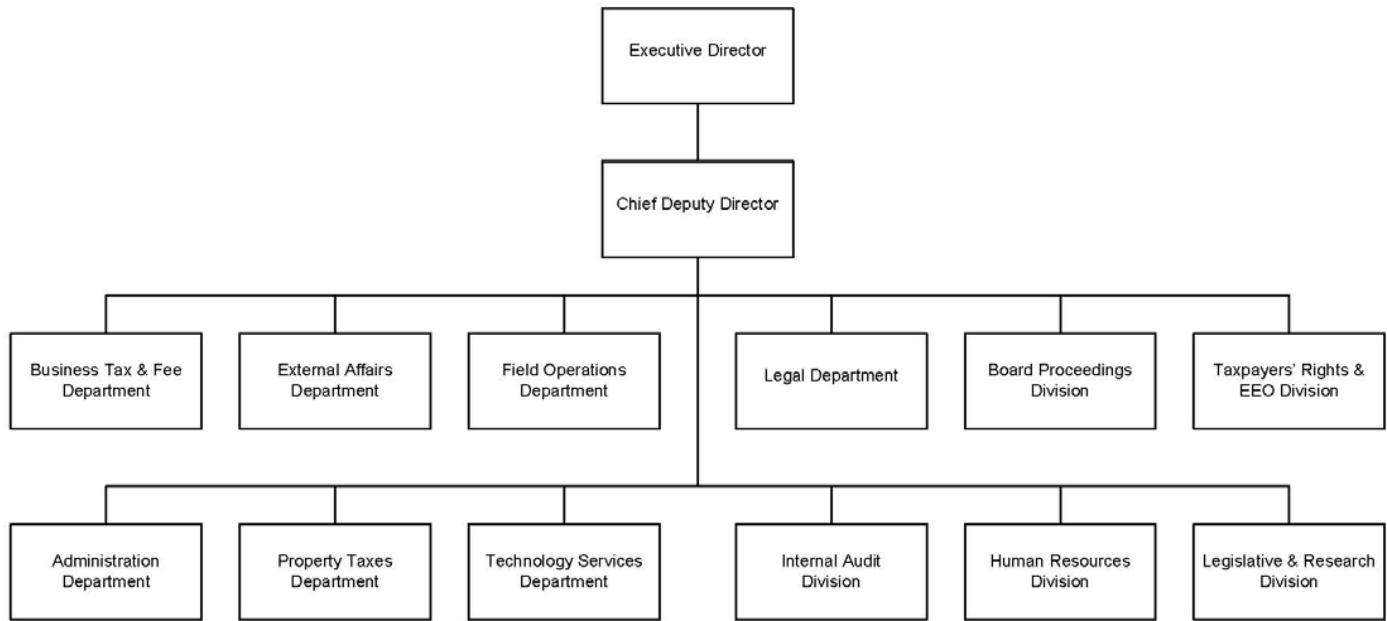 Executive Director
Chief Deputy Director
Business Tax & Fee
Department
External Affairs
Department
Field Operations
Department
Legal Department
Board Proceedings
Division
Taxpayers’ Rights &
EEO Division
Administration
Department
Property Taxes
Department
Technology Services
Department
Internal Audit
Division
Human Resources
Division
Legislative & Research
Division